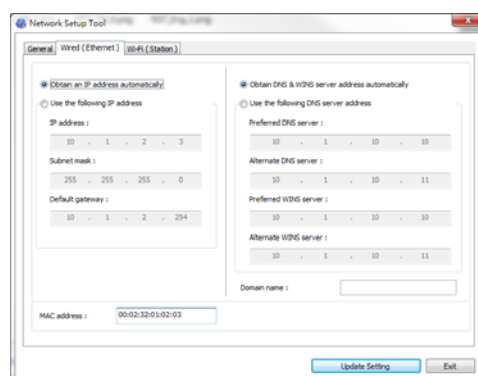 Network Setup Tool
General
Wired ( Ethernet )
Wi-Fi ( Station )
Obtain an IP address automatically
Use the following IP address
IP address :
10 . 1 . 2 . 3
Subnet mask :
255 . 255 . 255 . 0
Default gateway :
10 . 1 . 2 . 254
Obtain DNS & WINS server address automatically
Use the following DNS server address
Preferred DNS server :
10 . 1 . 10 . 10
Alternate DNS server :
10 . 1 . 10 . 11
Preferred WINS server :
10 . 1 . 10 . 10
Alternate WINS server :
10 . 1 . 10 . 11
Domain name :
MAC address : 00:02:32:01:02:03
Update Setting
Exit